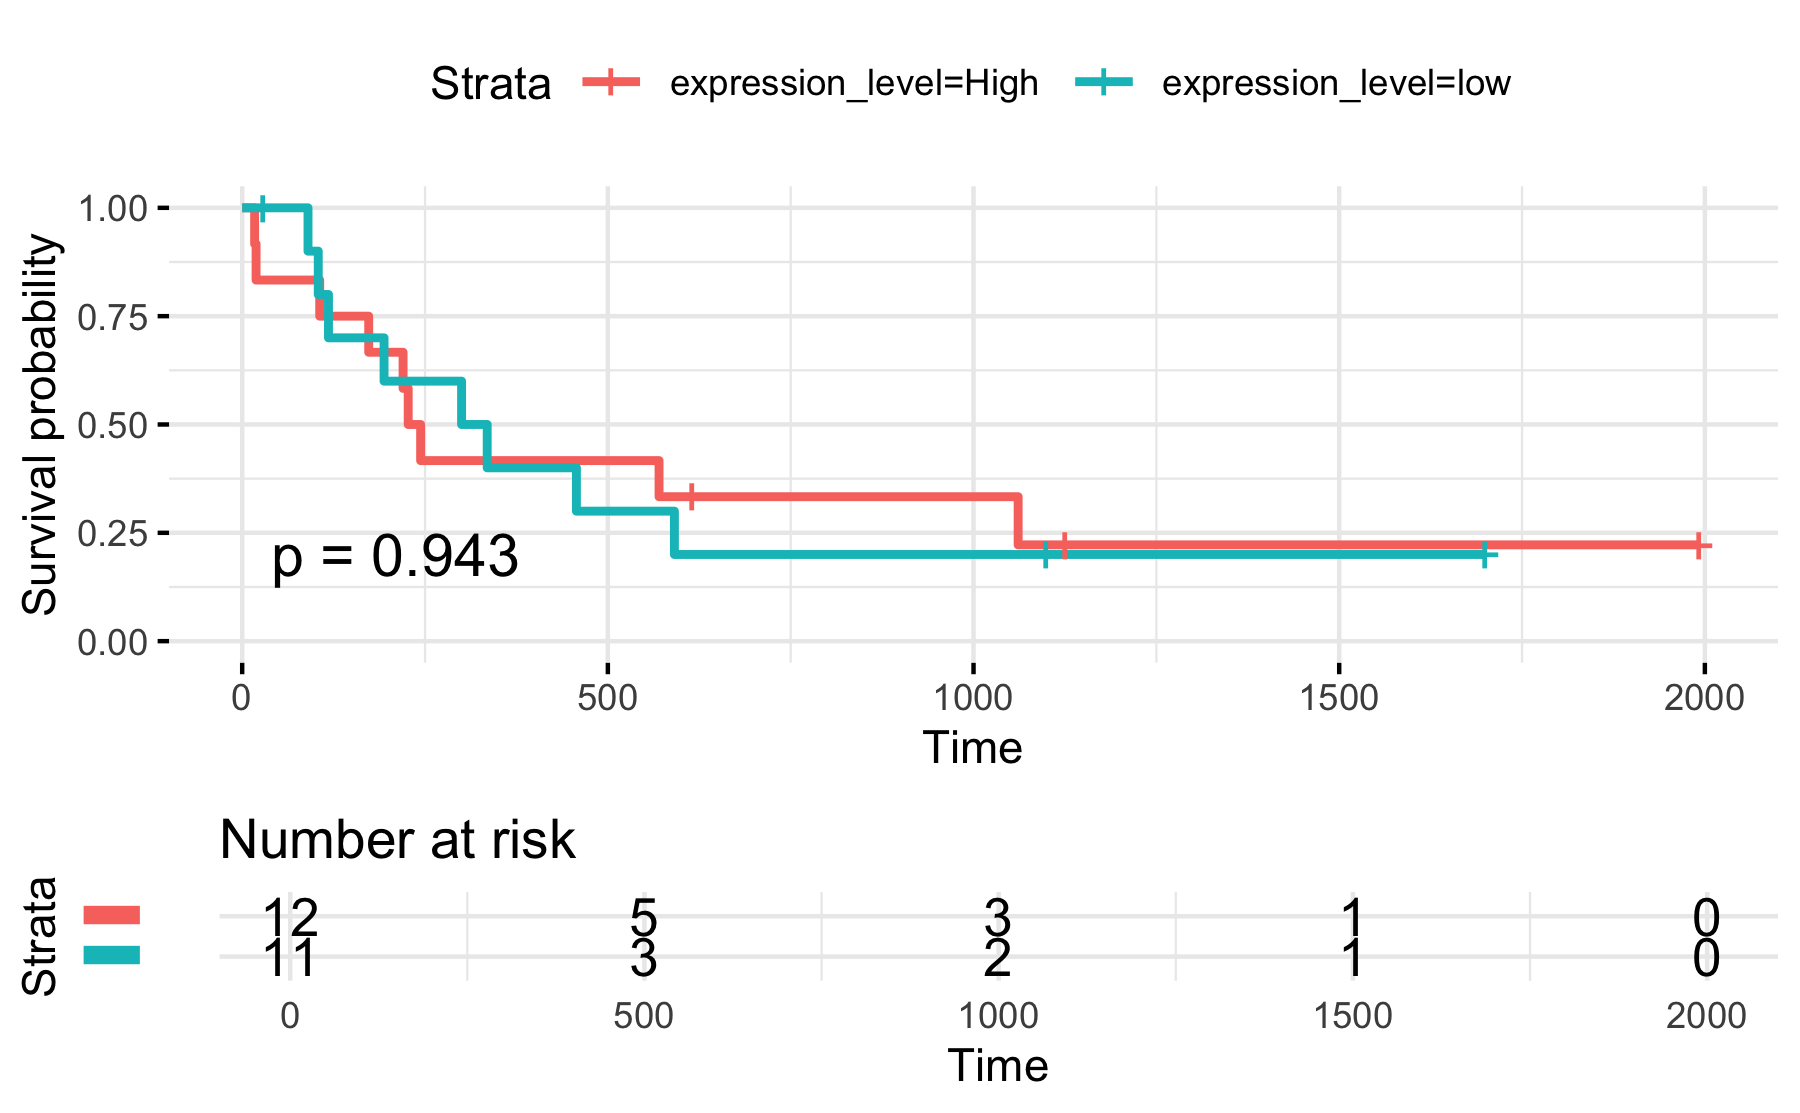 Strata expression_level=High expression_level=low
Survival probability
1.00
0.75
0.50
0.25
0.00
p = 0.943
0 500 1000 1500 2000
Time
Number at risk
Strata
12 5 3 1 0
11 3 2 1 0
0 500 1000 1500 2000
Time